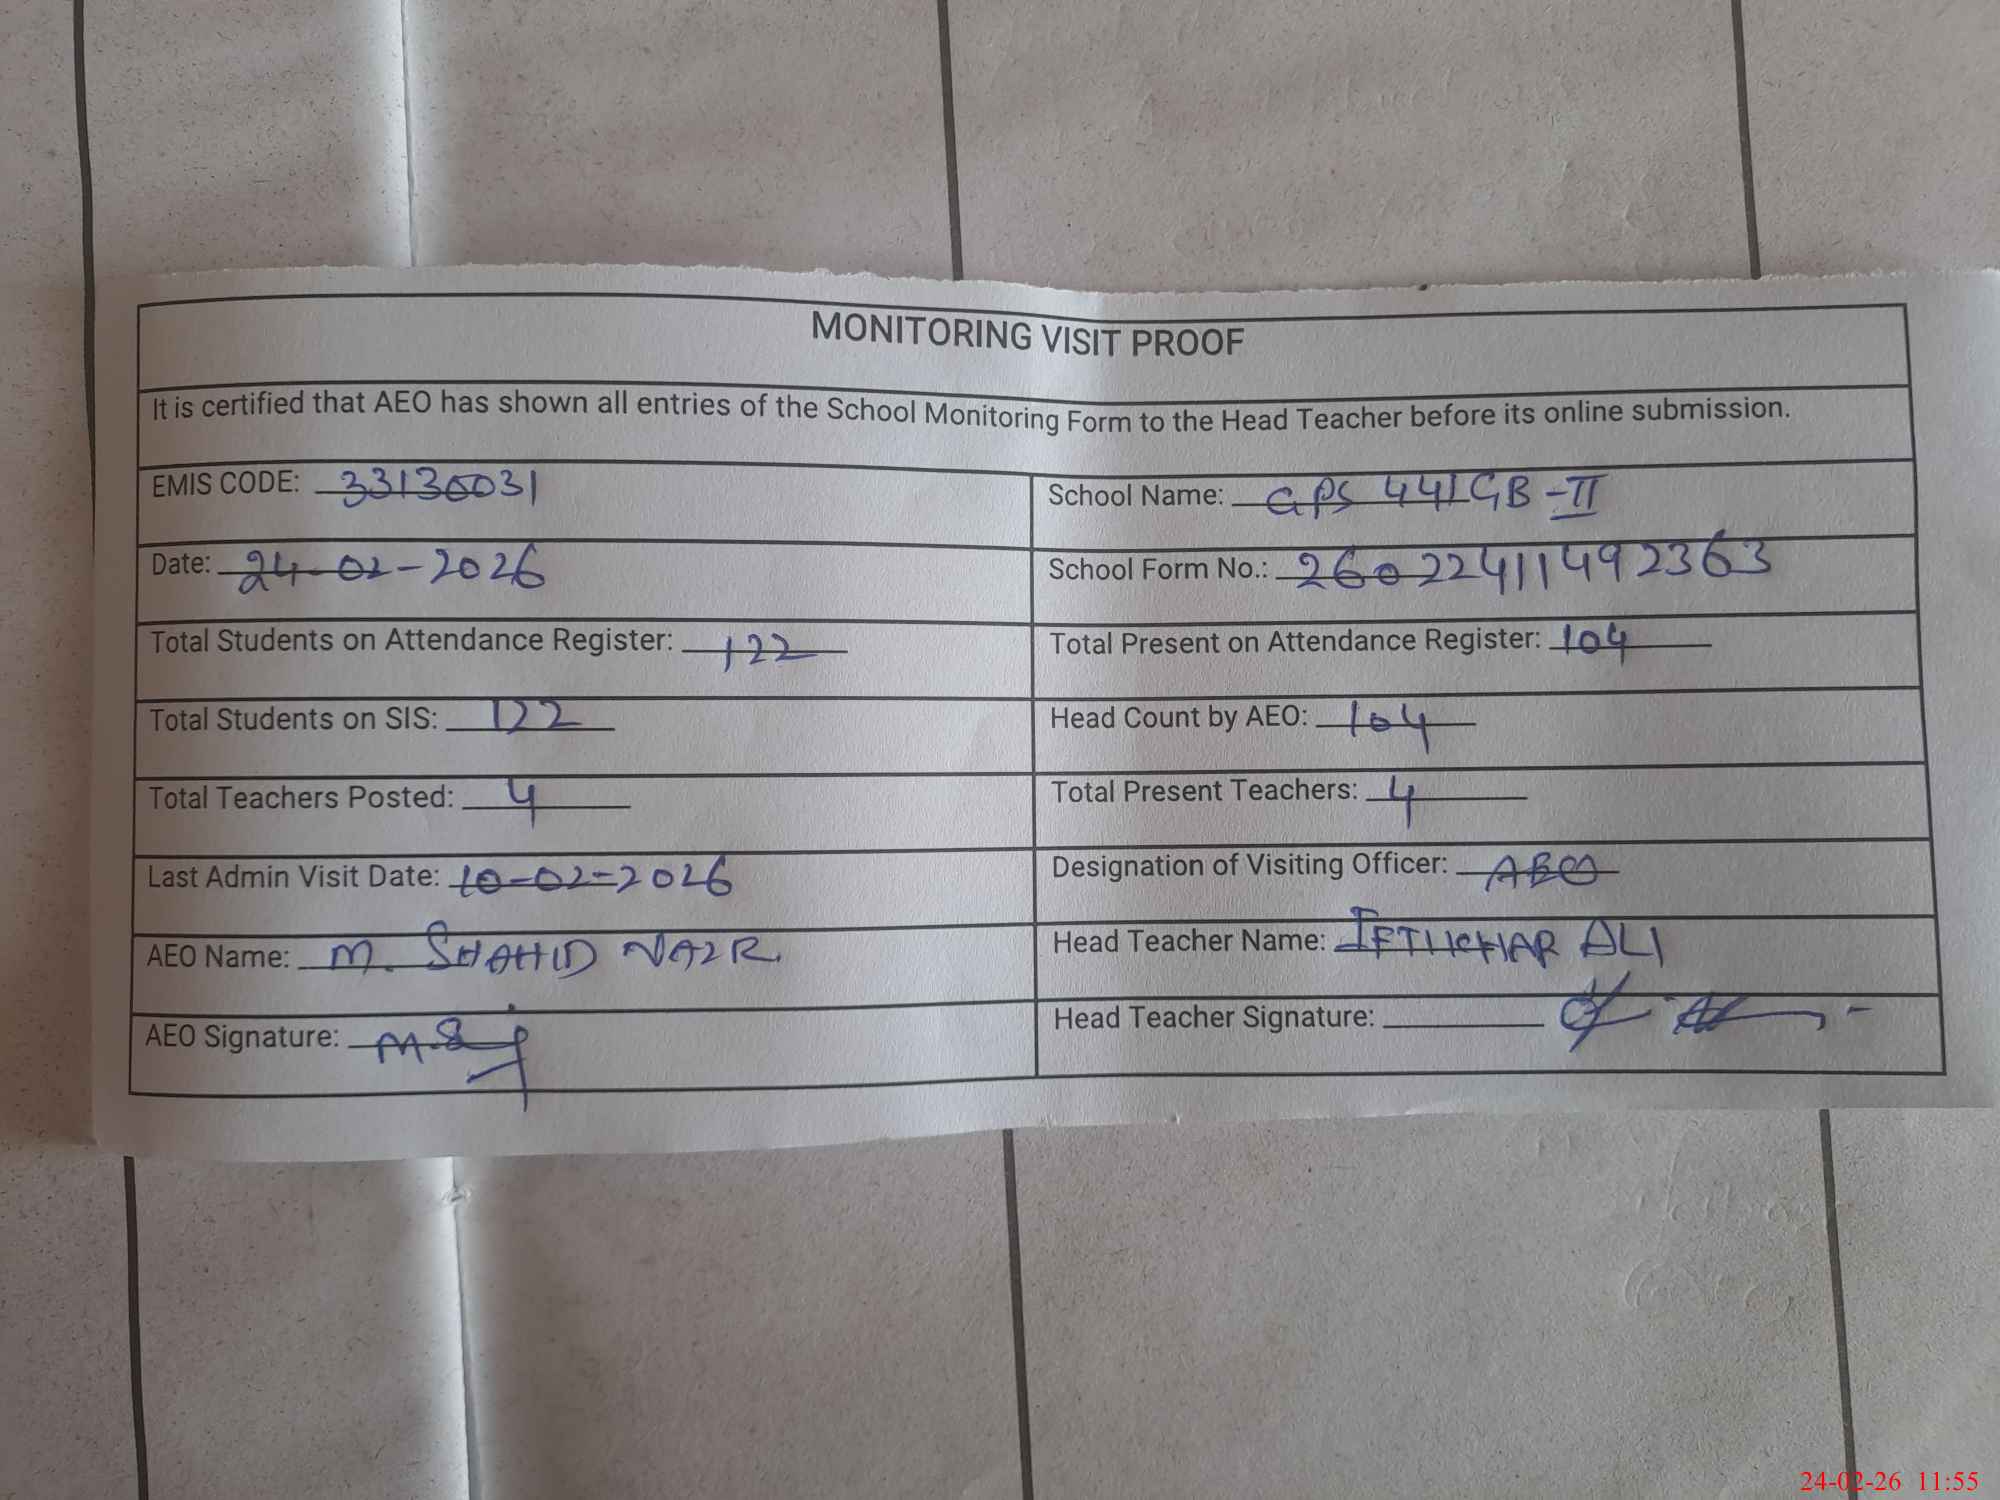 MONITORING VISIT PROOF
It is certified that AEO has shown all entries of the School Monitoring Form to the Head Teacher before its online submission.
EMIS CODE: 33130031
School Name: GPS 441GB-II
Date: 24-02-2026
School Form No.: 26022411492363
Total Students on Attendance Register: 122
Total Present on Attendance Register: 104
Total Students on SIS: 122
Head Count by AEO: 104
Total Teachers Posted: 4
Total Present Teachers: 4
Last Admin Visit Date: 10-02-2026
Designation of Visiting Officer: AEO
AEO Name: M. SHAHID NAZR
Head Teacher Name: IFTIKHAR ALI
AEO Signature:
Head Teacher Signature:
24-02-26 11:55